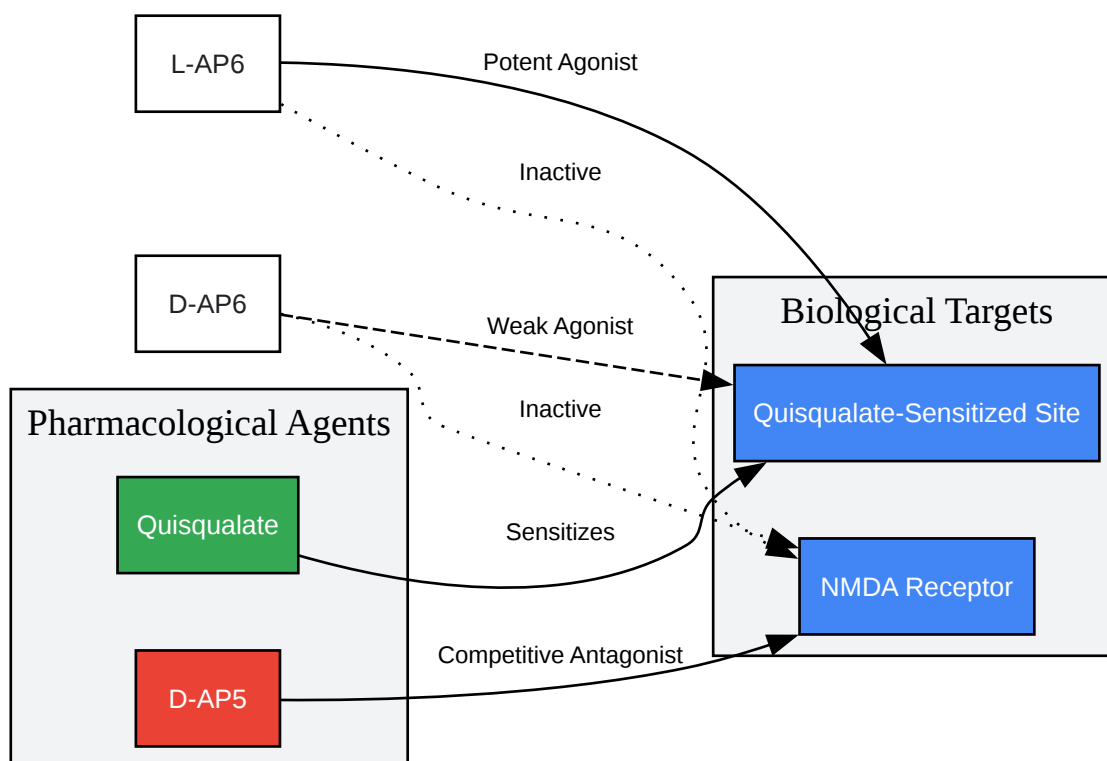 L-AP6
Potent Agonist
Inactive
D-AP6
Weak Agonist
Biological Targets
Quisqualate-Sensitized Site
Inactive
Pharmacological Agents
Quisqualate
Sensitizes
NMDA Receptor
Competitive Antagonist
D-AP5